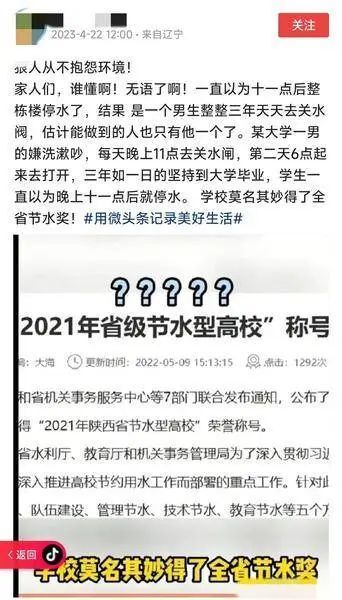 2023-4-22 12:00 · 来自辽宁
关注
狠人从不抱怨环境！
家人们，谁懂啊！无语了啊！一直以为十一点后整
栋楼停水了，结果 是一个男生整整三年天天去关水
阀，估计能做到的人也只有他一个了。某大学一男
的嫌洗漱吵，每天晚上11点去关水闸，第二天6点起
来去打开，三年如一日的坚持到大学毕业，学生一
直以为晚上十一点后就停水。 学校莫名其妙得了全
省节水奖！#用微头条记录美好生活#
？？？？？
2021年省级节水型高校”称号
编：大海 更新时间：2022-05-09 15:13:15 点击：1292次
和省机关事务服务中心等7部门联合发布通知，公布了
得“2021年陕西省节水型高校”荣誉称号。
省水利厅、教育厅和机关事务管理局为了深入贯彻习近
深入推进高校节约用水工作而部署的重点工作。针对此
、队伍建设、管理节水、技术节水、教育节水等五个方
返回
学校莫名其妙得了全省节水奖